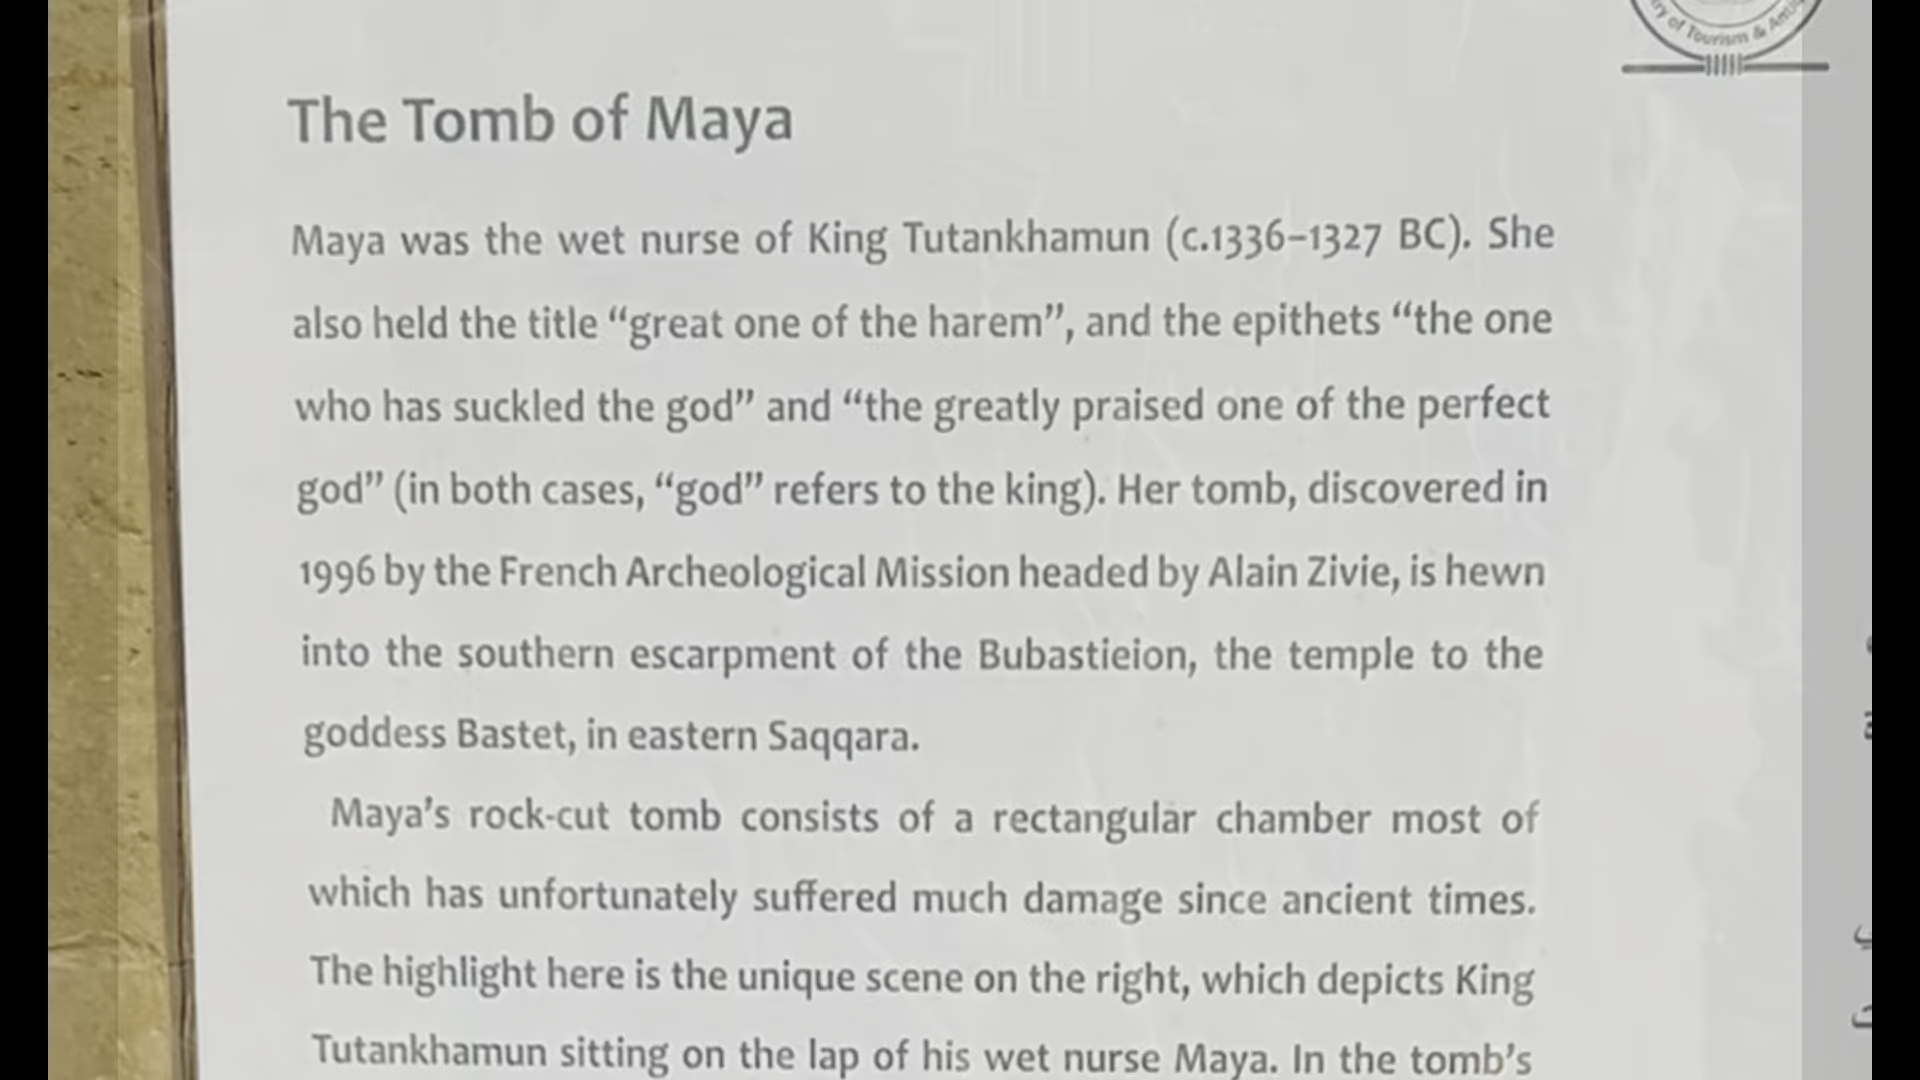 ry of Tourism & Antiq
The Tomb of Maya
Maya was the wet nurse of King Tutankhamun (c.1336–1327 BC). She
also held the title “great one of the harem”, and the epithets “the one
who has suckled the god” and “the greatly praised one of the perfect
god” (in both cases, “god” refers to the king). Her tomb, discovered in
1996 by the French Archeological Mission headed by Alain Zivie, is hewn
into the southern escarpment of the Bubastieion, the temple to the
goddess Bastet, in eastern Saqqara.
Maya’s rock-cut tomb consists of a rectangular chamber most of
which has unfortunately suffered much damage since ancient times.
The highlight here is the unique scene on the right, which depicts King
Tutankhamun sitting on the lap of his wet nurse Maya. In the tomb’s